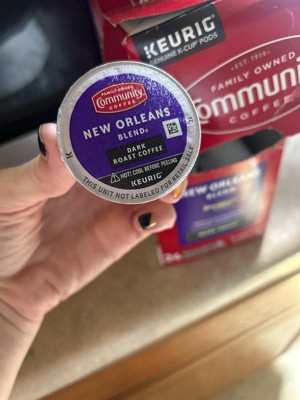 KEURIG
GENUINE K-CUP PODS
EST. 1919
FAMILY OWNED
Community
COFFEE
FAMILY OWNED
Community
COFFEE
NEW ORLEANS
BLEND®
DARK
ROAST COFFEE
HOT! COOL BEFORE PEELING
KEURIG
THIS UNIT NOT LABELED FOR RETAIL SALE
K
K
NEW ORLEANS
BLEND